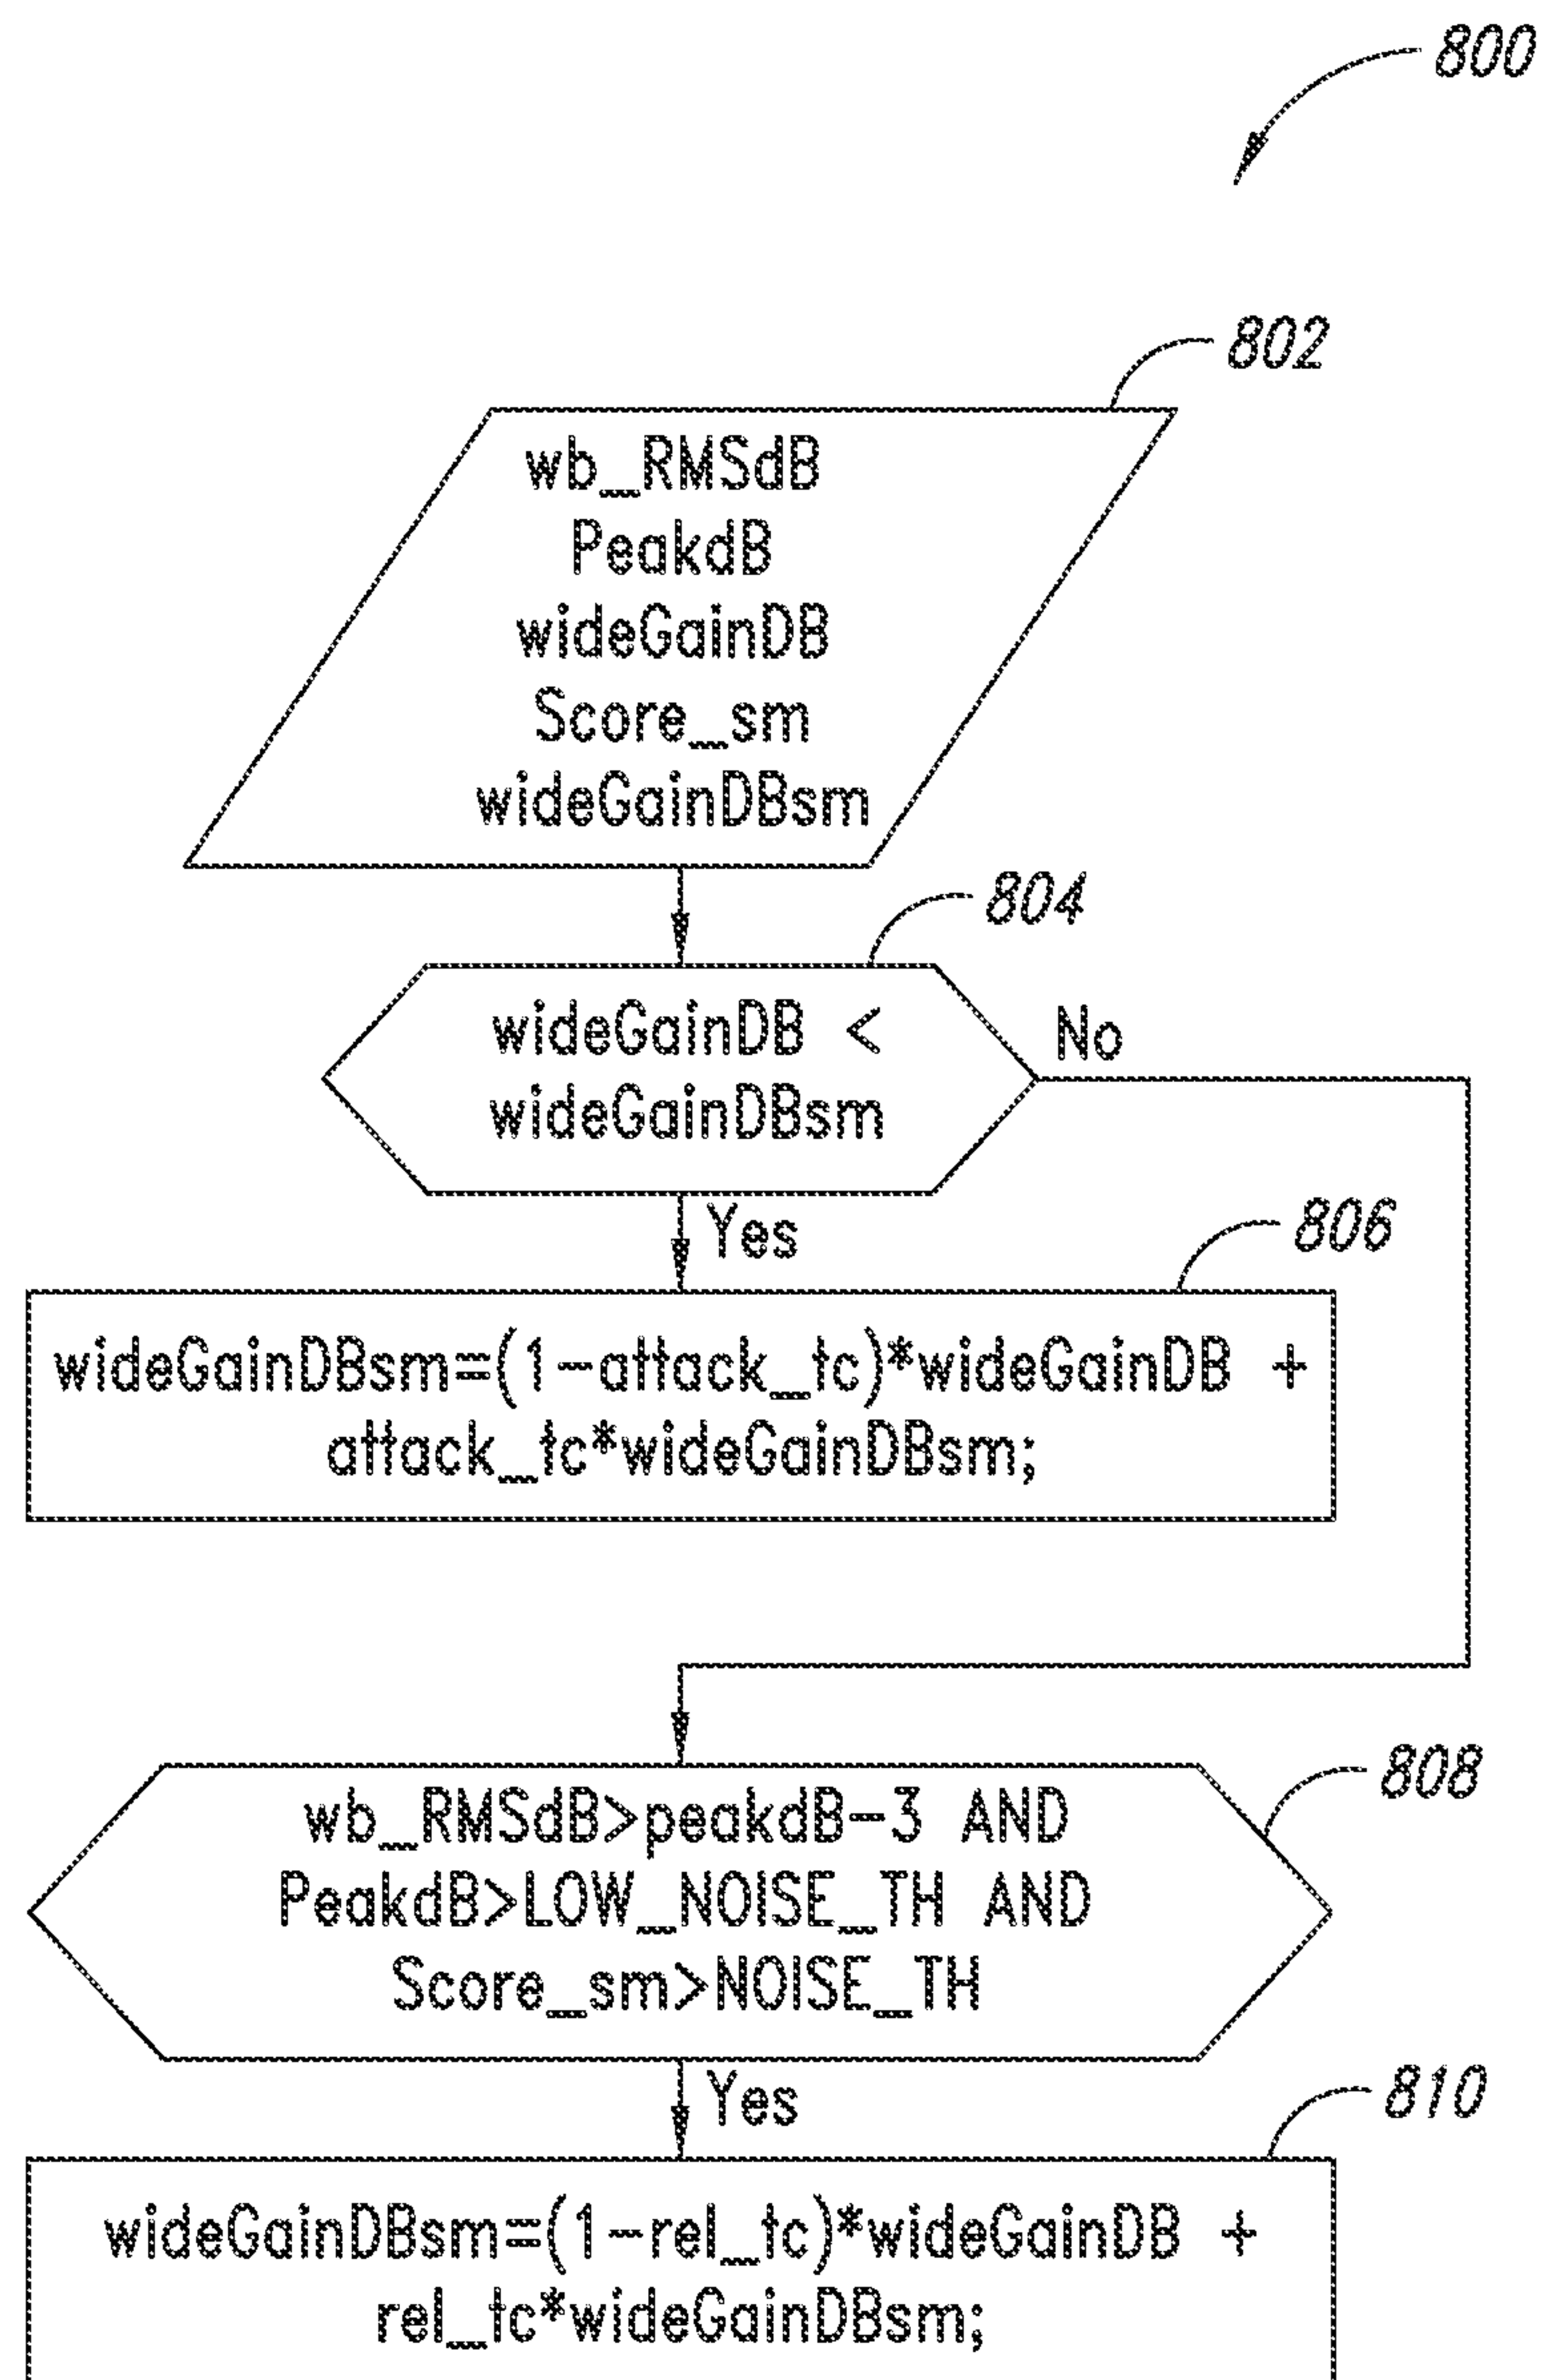 800
802
wb_RMSdB
PeakdB
wideGainDB
Score_sm
wideGainDBsm
804
wideGainDB <
wideGainDBsm
No
Yes
806
wideGainDBsm=(1-attack_tc)*wideGainDB +
attack_tc*wideGainDBsm;
808
wb_RMSdB>peakdB-3 AND
PeakdB>LOW_NOISE_TH AND
Score_sm>NOISE_TH
Yes
810
wideGainDBsm=(1-rel_tc)*wideGainDB +
rel_tc*wideGainDBsm;